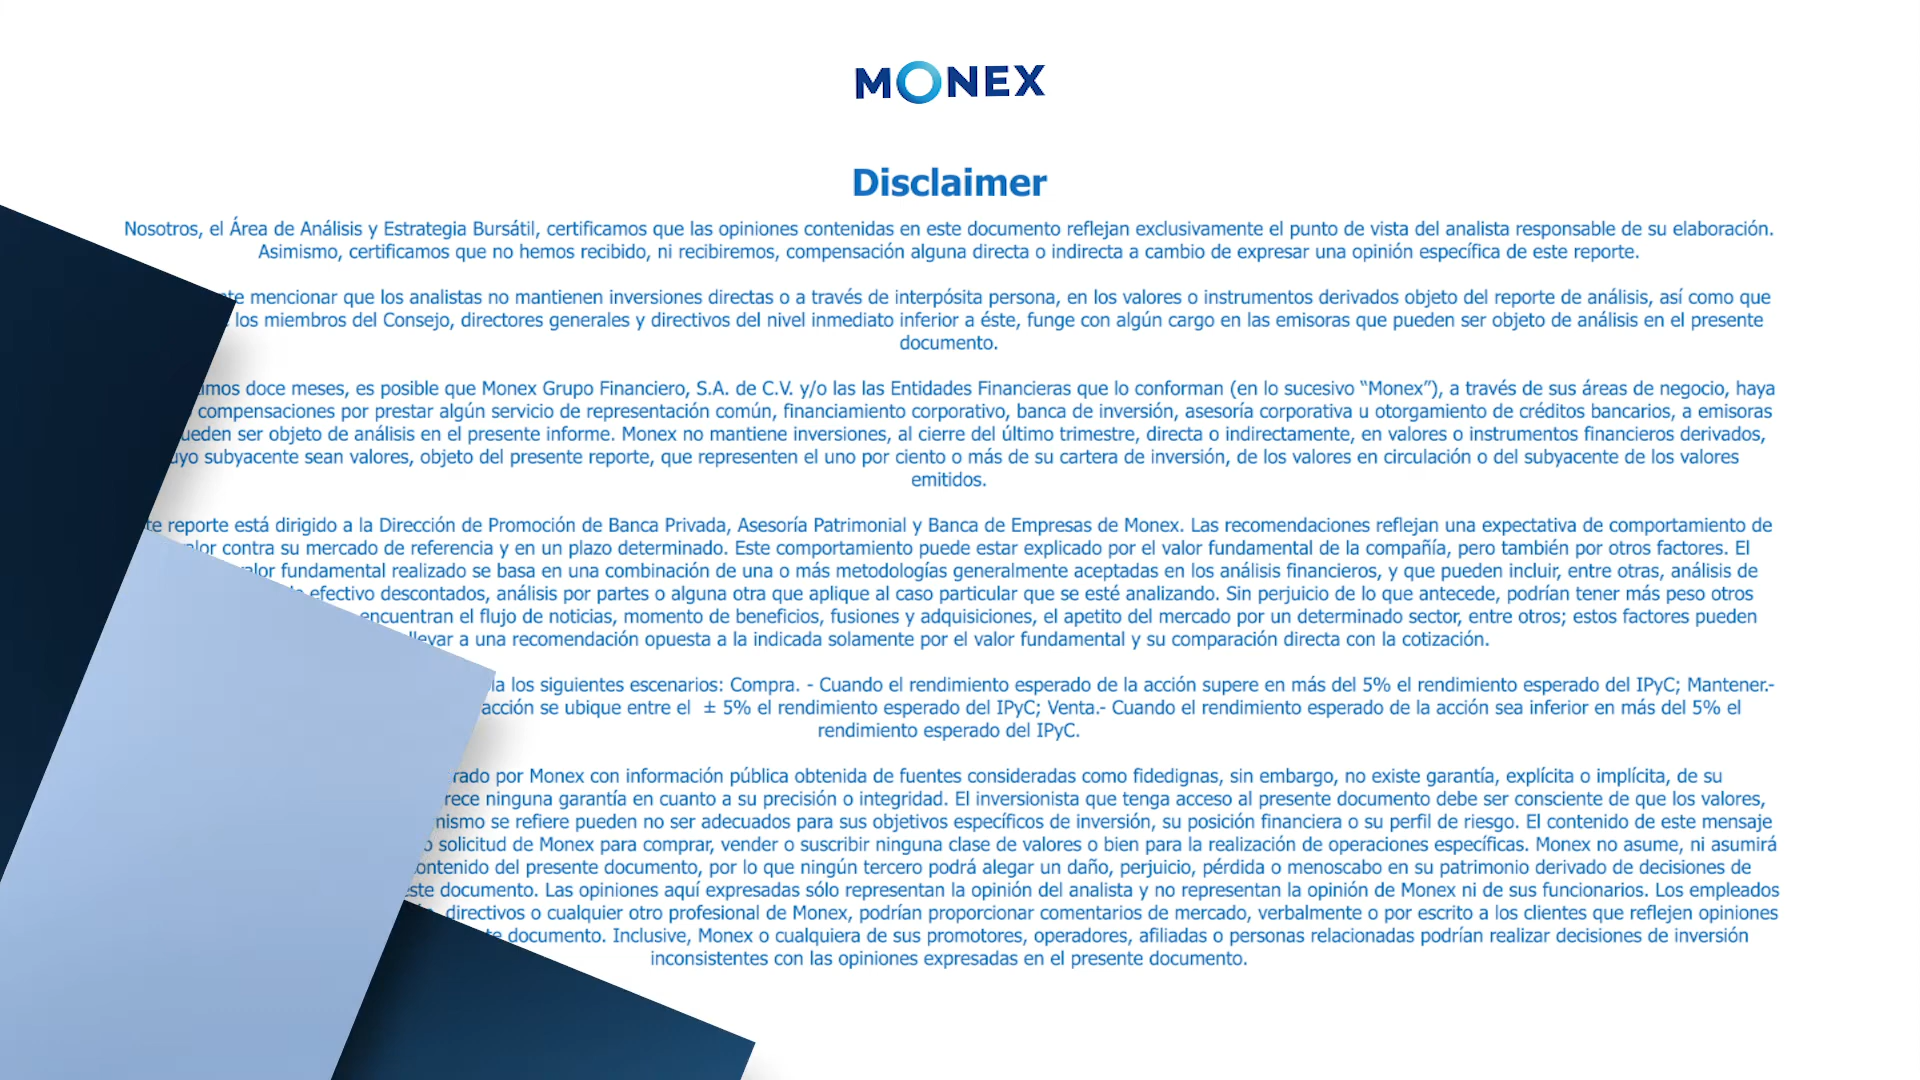 MONEX
Disclaimer
Nosotros, el Área de Análisis y Estrategia Bursátil, certificamos que las opiniones contenidas en este documento reflejan exclusivamente el punto de vista del analista responsable de su elaboración.
Asimismo, certificamos que no hemos recibido, ni recibiremos, compensación alguna directa o indirecta a cambio de expresar una opinión específica de este reporte.
mencionar que los analistas no mantienen inversiones directas o a través de interpósita persona, en los valores o instrumentos derivados objeto del reporte de análisis, así como que
los miembros del Consejo, directores generales y directivos del nivel inmediato inferior a éste, funge con algún cargo en las emisoras que pueden ser objeto de análisis en el presente
documento.
doce meses, es posible que Monex Grupo Financiero, S.A. de C.V. y/o las las Entidades Financieras que lo conforman (en lo sucesivo “Monex”), a través de sus áreas de negocio, haya
compensaciones por prestar algún servicio de representación común, financiamiento corporativo, banca de inversión, asesoría corporativa u otorgamiento de créditos bancarios, a emisoras
ser objeto de análisis en el presente informe. Monex no mantiene inversiones, al cierre del último trimestre, directa o indirectamente, en valores o instrumentos financieros derivados,
subyacente sean valores, objeto del presente reporte, que representen el uno por ciento o más de su cartera de inversión, de los valores en circulación o del subyacente de los valores
emitidos.
reporte está dirigido a la Dirección de Promoción de Banca Privada, Asesoría Patrimonial y Banca de Empresas de Monex. Las recomendaciones reflejan una expectativa de comportamiento de
contra su mercado de referencia y en un plazo determinado. Este comportamiento puede estar explicado por el valor fundamental de la compañía, pero también por otros factores. El
fundamental realizado se basa en una combinación de una o más metodologías generalmente aceptadas en los análisis financieros, y que pueden incluir, entre otras, análisis de
efectivo descontados, análisis por partes o alguna otra que aplique al caso particular que se esté analizando. Sin perjuicio de lo que antecede, podrían tener más peso otros
encuentran el flujo de noticias, momento de beneficios, fusiones y adquisiciones, el apetito del mercado por un determinado sector, entre otros; estos factores pueden
llevar a una recomendación opuesta a la indicada solamente por el valor fundamental y su comparación directa con la cotización.
los siguientes escenarios: Compra. - Cuando el rendimiento esperado de la acción supere en más del 5% el rendimiento esperado del IPyC; Mantener.-
acción se ubique entre el ± 5% el rendimiento esperado del IPyC; Venta.- Cuando el rendimiento esperado de la acción sea inferior en más del 5% el
rendimiento esperado del IPyC.
por Monex con información pública obtenida de fuentes consideradas como fidedignas, sin embargo, no existe garantía, explícita o implícita, de su
ninguna garantía en cuanto a su precisión o integridad. El inversionista que tenga acceso al presente documento debe ser consciente de que los valores,
se refiere pueden no ser adecuados para sus objetivos específicos de inversión, su posición financiera o su perfil de riesgo. El contenido de este mensaje
solicitud de Monex para comprar, vender o suscribir ninguna clase de valores o bien para la realización de operaciones específicas. Monex no asume, ni asumirá
del presente documento, por lo que ningún tercero podrá alegar un daño, perjuicio, pérdida o menoscabo en su patrimonio derivado de decisiones de
documento. Las opiniones aquí expresadas sólo representan la opinión del analista y no representan la opinión de Monex ni de sus funcionarios. Los empleados
directivos o cualquier otro profesional de Monex, podrían proporcionar comentarios de mercado, verbalmente o por escrito a los clientes que reflejen opiniones
documento. Inclusive, Monex o cualquiera de sus promotores, operadores, afiliadas o personas relacionadas podrían realizar decisiones de inversión
inconsistentes con las opiniones expresadas en el presente documento.